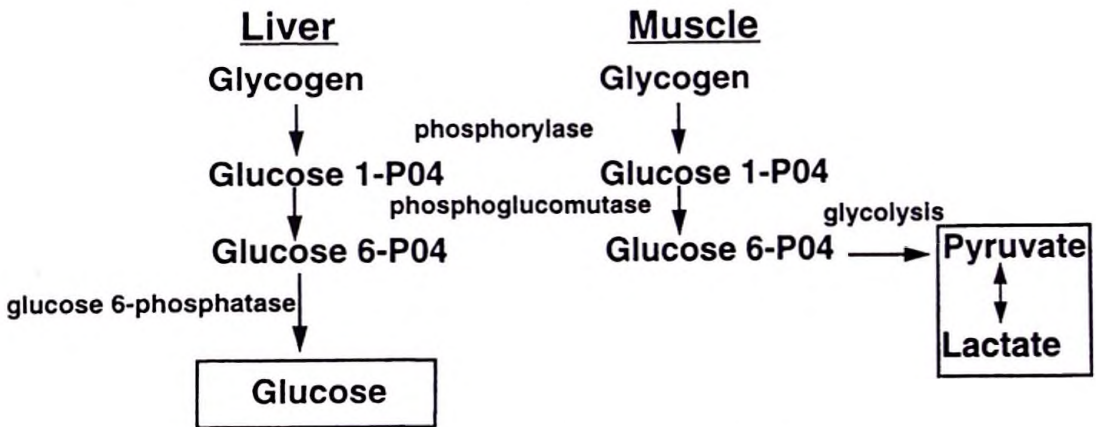 Liver Muscle
Glycogen Glycogen
phosphorylase
Glucose 1-P04 Glucose 1-P04
phosphoglucomutase glycolysis
Glucose 6-P04 Glucose 6-P04 Pyruvate
glucose 6-phosphatase
Lactate
Glucose